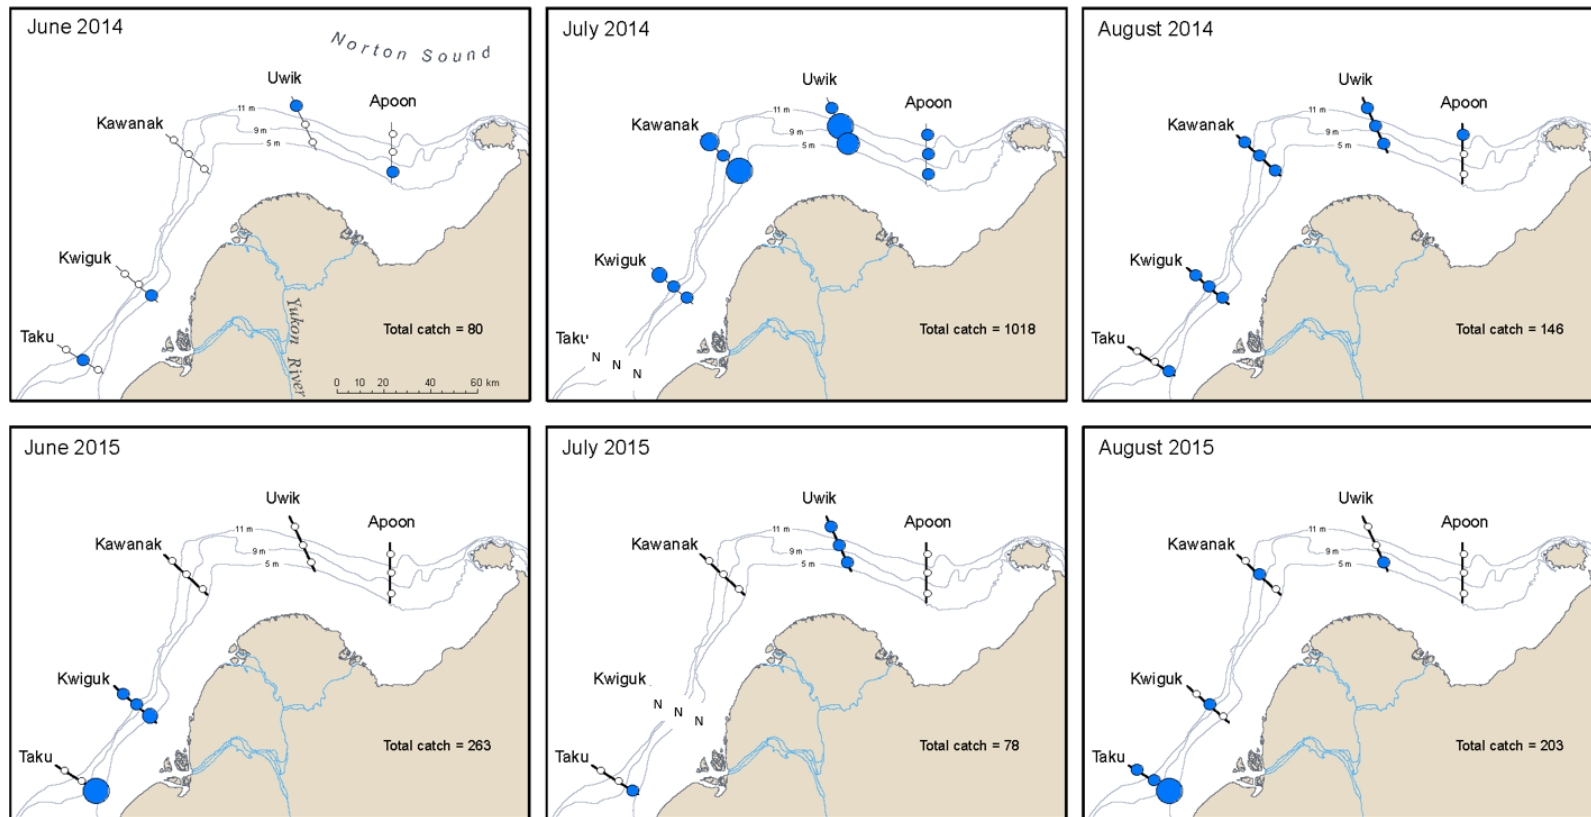 June 2014
Norton Sound
Uwik
Apoon
11 m
Kawanak
9 m
5 m
Kwiguk
Yukon River
Taku
Total catch = 80
0 20 40 60 km
July 2014
Uwik
Apoon
11 m
Kawanak
9 m
5 m
Kwiguk
Total catch = 1018
Taku
N N N
August 2014
Uwik
Apoon
11 m
Kawanak
9 m
5 m
Kwiguk
Total catch = 146
Taku
June 2015
Uwik
Apoon
11 m
Kawanak
9 m
5 m
Kwiguk
Total catch = 263
Taku
July 2015
Uwik
Apoon
11 m
Kawanak
9 m
5 m
Kwiguk
N N N
Total catch = 78
Taku
August 2015
Uwik
Apoon
11 m
Kawanak
9 m
5 m
Kwiguk
Total catch = 203
Taku